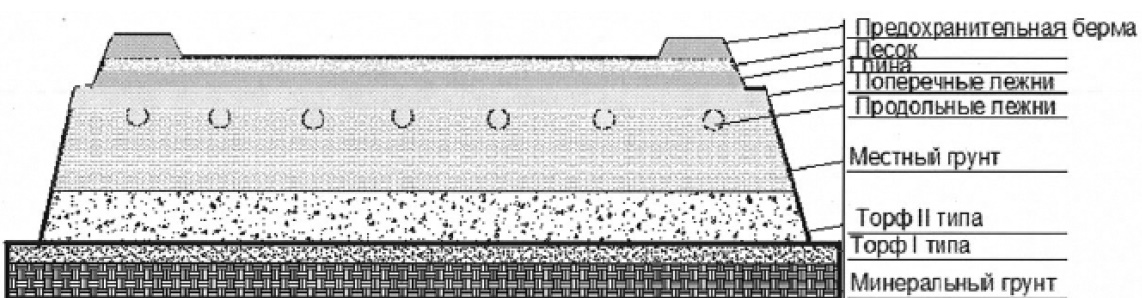 Предохранительная берма
Песок
Глина
Поперечные лежни
Продольные лежни
Местный грунт
Торф II типа
Торф I типа
Минеральный грунт